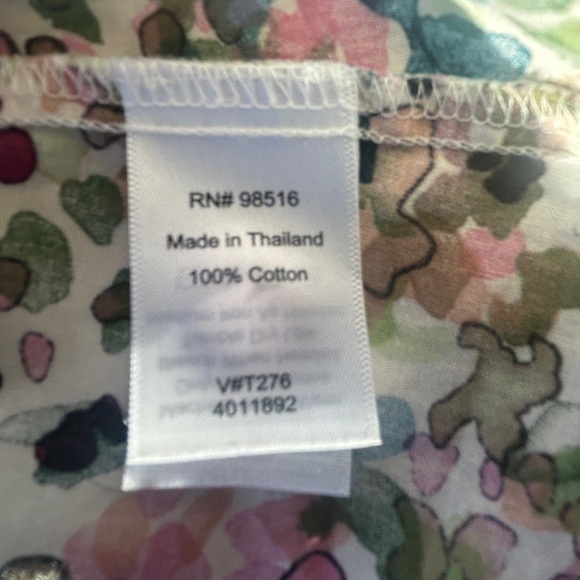 RN# 98516
Made in Thailand
100% Cotton
V#T276
4011892